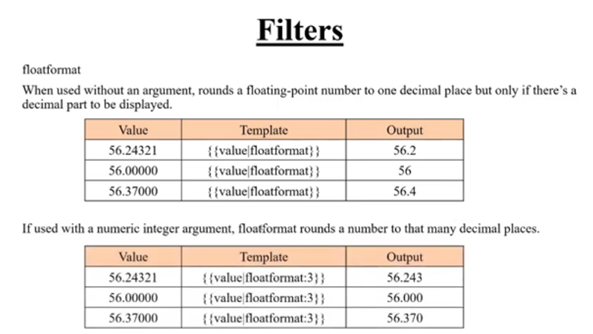 Filters
floatformat
When used without an argument, rounds a floating-point number to one decimal place but only if there's a
decimal part to be displayed.
Value Template Output
56.24321 {{value|floatformat}} 56.2
56.00000 {{value|floatformat}} 56
56.37000 {{value|floatformat}} 56.4
If used with a numeric integer argument, floatformat rounds a number to that many decimal places.
Value Template Output
56.24321 {{value|floatformat:3}} 56.243
56.00000 {{value|floatformat:3}} 56.000
56.37000 {{value|floatformat:3}} 56.370